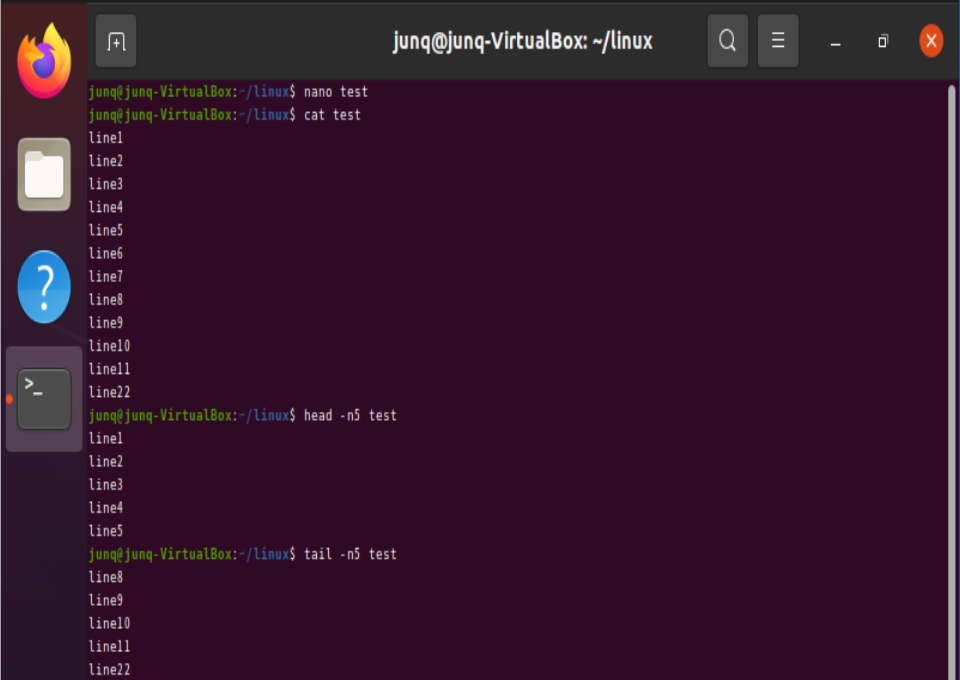 junq@junq-VirtualBox: ~/linux
junq@junq-VirtualBox:~/linux$ nano test
junq@junq-VirtualBox:~/linux$ cat test
line1
line2
line3
line4
line5
line6
line7
line8
line9
line10
line11
line22
junq@junq-VirtualBox:~/linux$ head -n5 test
line1
line2
line3
line4
line5
junq@junq-VirtualBox:~/linux$ tail -n5 test
line8
line9
line10
line11
line22